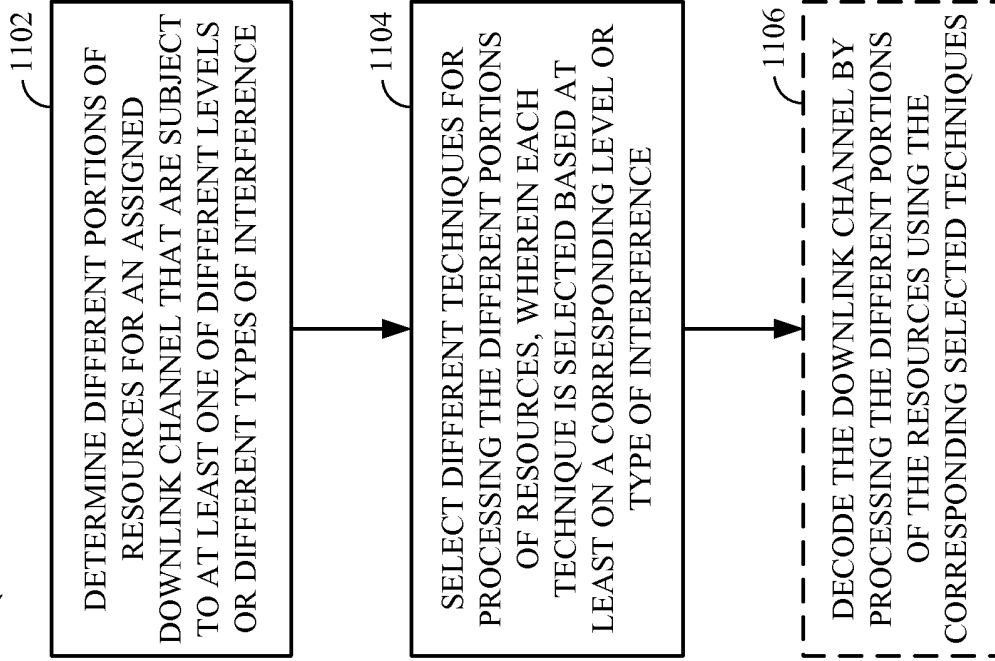 1102
DETERMINE DIFFERENT PORTIONS OF
RESOURCES FOR AN ASSIGNED
DOWNLINK CHANNEL THAT ARE SUBJECT
TO AT LEAST ONE OF DIFFERENT LEVELS
OR DIFFERENT TYPES OF INTERFERENCE
1104
SELECT DIFFERENT TECHNIQUES FOR
PROCESSING THE DIFFERENT PORTIONS
OF RESOURCES, WHEREIN EACH
TECHNIQUE IS SELECTED BASED AT
LEAST ON A CORRESPONDING LEVEL OR
TYPE OF INTERFERENCE
1106
DECODE THE DOWNLINK CHANNEL BY
PROCESSING THE DIFFERENT PORTIONS
OF THE RESOURCES USING THE
CORRESPONDING SELECTED TECHNIQUES